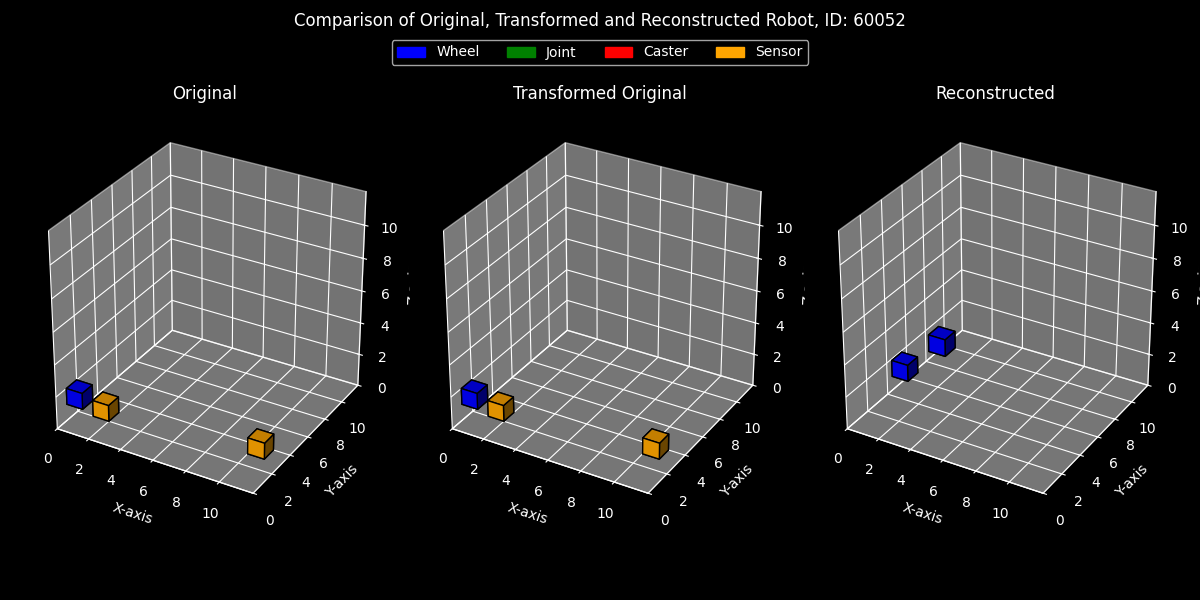 Comparison of Original, Transformed and Reconstructed Robot, ID: 60052
Wheel Joint Caster Sensor
Original Transformed Original Reconstructed
10 10 10
8 8 8
6 6 6
4 4 4
2 2 2
0 0 0
0 2 4 6 8 10
X-axis
0 2 4 6 8 10
Y-axis
0 2 4 6 8 10
X-axis
0 2 4 6 8 10
Y-axis
0 2 4 6 8 10
X-axis
0 2 4 6 8 10
Y-axis